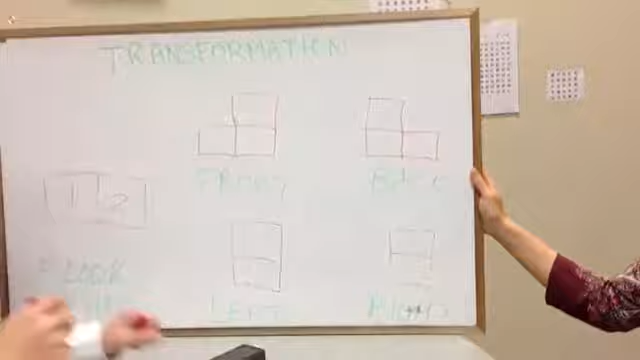 TRANSFORMATION
FRONT
BACK
1 2
LOOK
LEFT
RIGHT